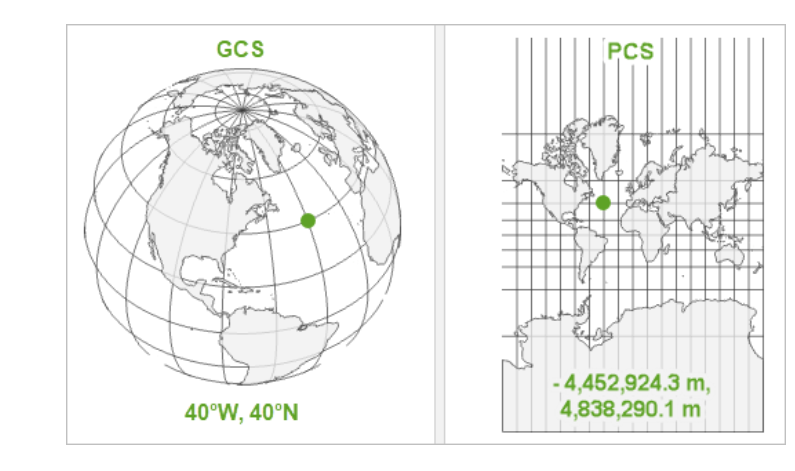 GCS
40°W, 40°N
PCS
- 4,452,924.3 m,
4,838,290.1 m